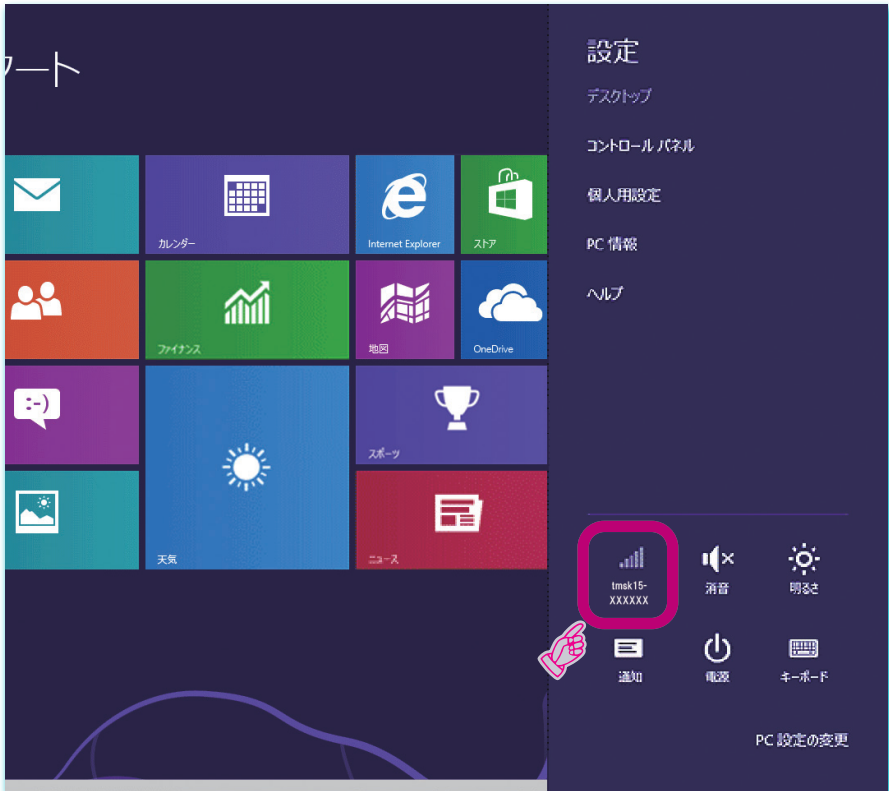 タート
カレンダー
Internet Explorer
ストア
ファイナンス
地図
OneDrive
:-)
スポーツ
天気
ニュース
設定
デスクトップ
コントロール パネル
個人用設定
PC 情報
ヘルプ
tmsk15-
XXXXXX
消音
明るさ
通知
電源
キーボード
PC 設定の変更